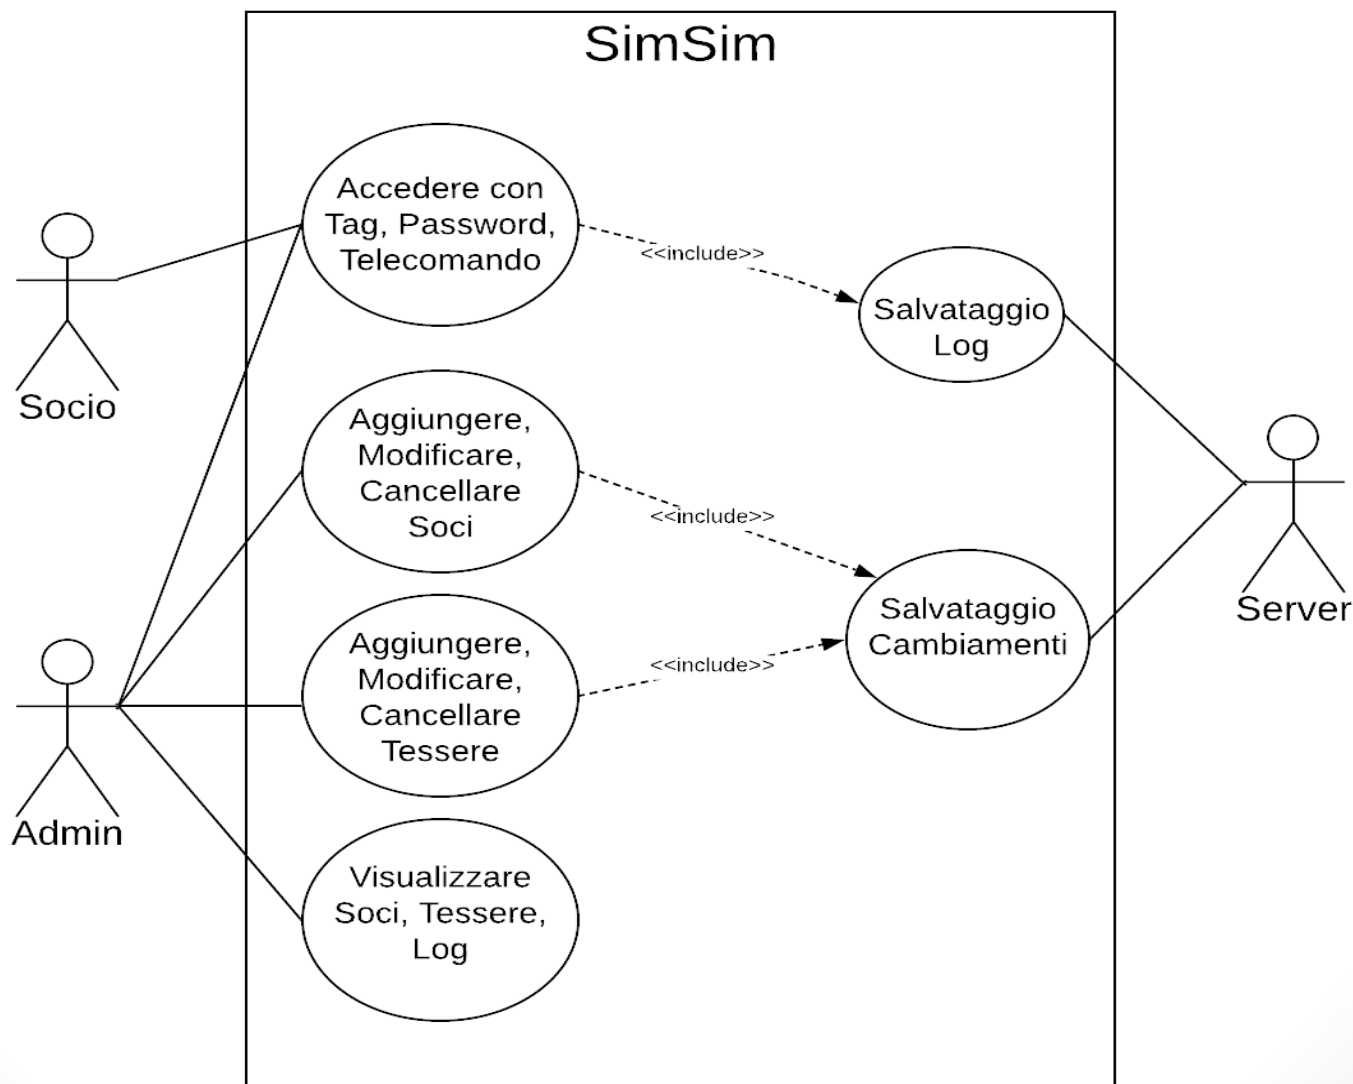 SimSim
Accedere con
Tag, Password,
Telecomando
<<include>>
Salvataggio
Log
Socio
Aggiungere,
Modificare,
Cancellare
Soci
<<include>>
Salvataggio
Cambiamenti
Server
Aggiungere,
Modificare,
Cancellare
Tessere
<<include>>
Admin
Visualizzare
Soci, Tessere,
Log